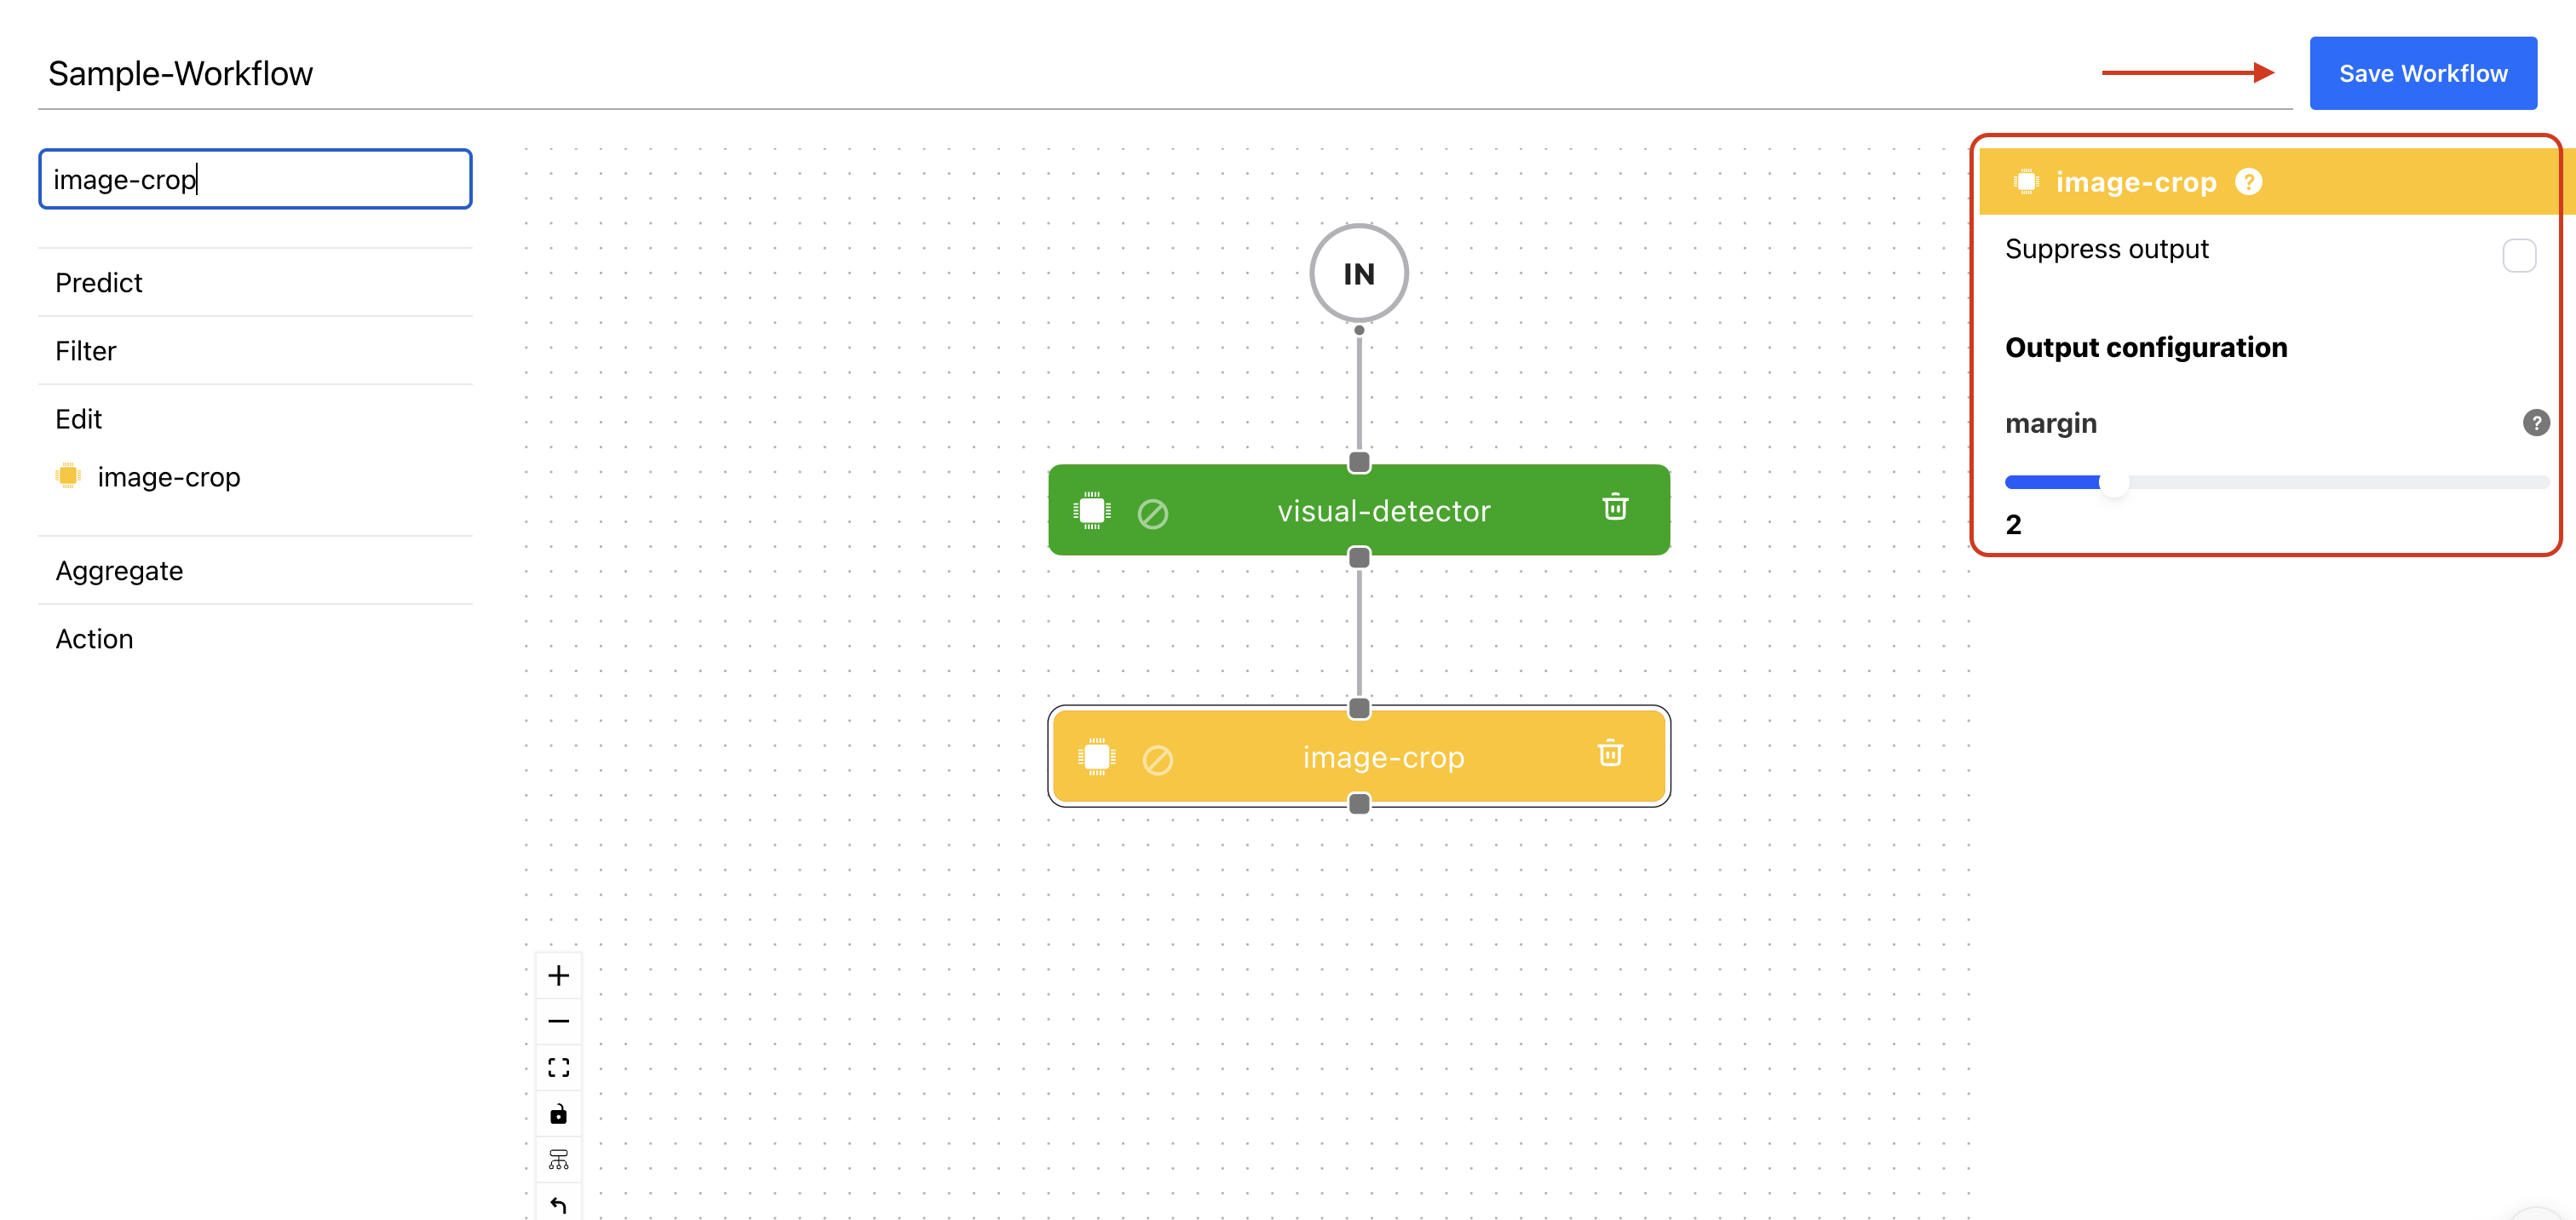 Sample-Workflow
Save Workflow
image-crop
Predict
Filter
Edit
image-crop
Aggregate
Action
IN
visual-detector
image-crop
image-crop ?
Suppress output
Output configuration
margin ?
2